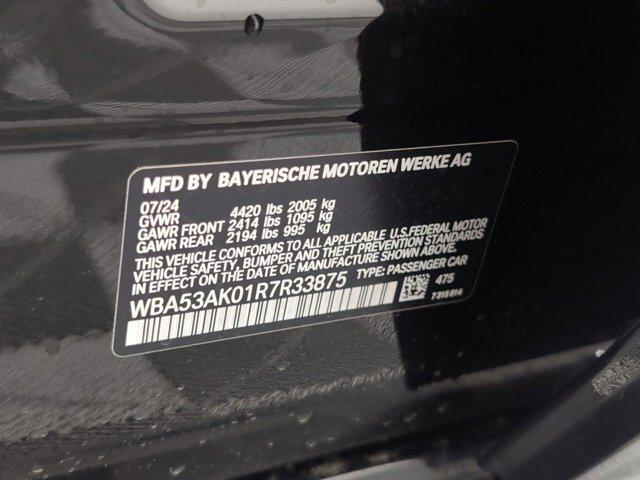 MFD BY BAYERISCHE MOTOREN WERKE AG
07/24
GVWR 4420 lbs 2005 kg
GAWR FRONT 2414 lbs 1095 kg
GAWR REAR 2194 lbs 995 kg
THIS VEHICLE CONFORMS TO ALL APPLICABLE U.S.FEDERAL MOTOR
VEHICLE SAFETY, BUMPER AND THEFT PREVENTION STANDARDS
IN EFFECT ON THE DATE OF MANUFACTURE SHOWN ABOVE.
WBA53AK01R7R33875 TYPE: PASSENGER CAR
475
7315014